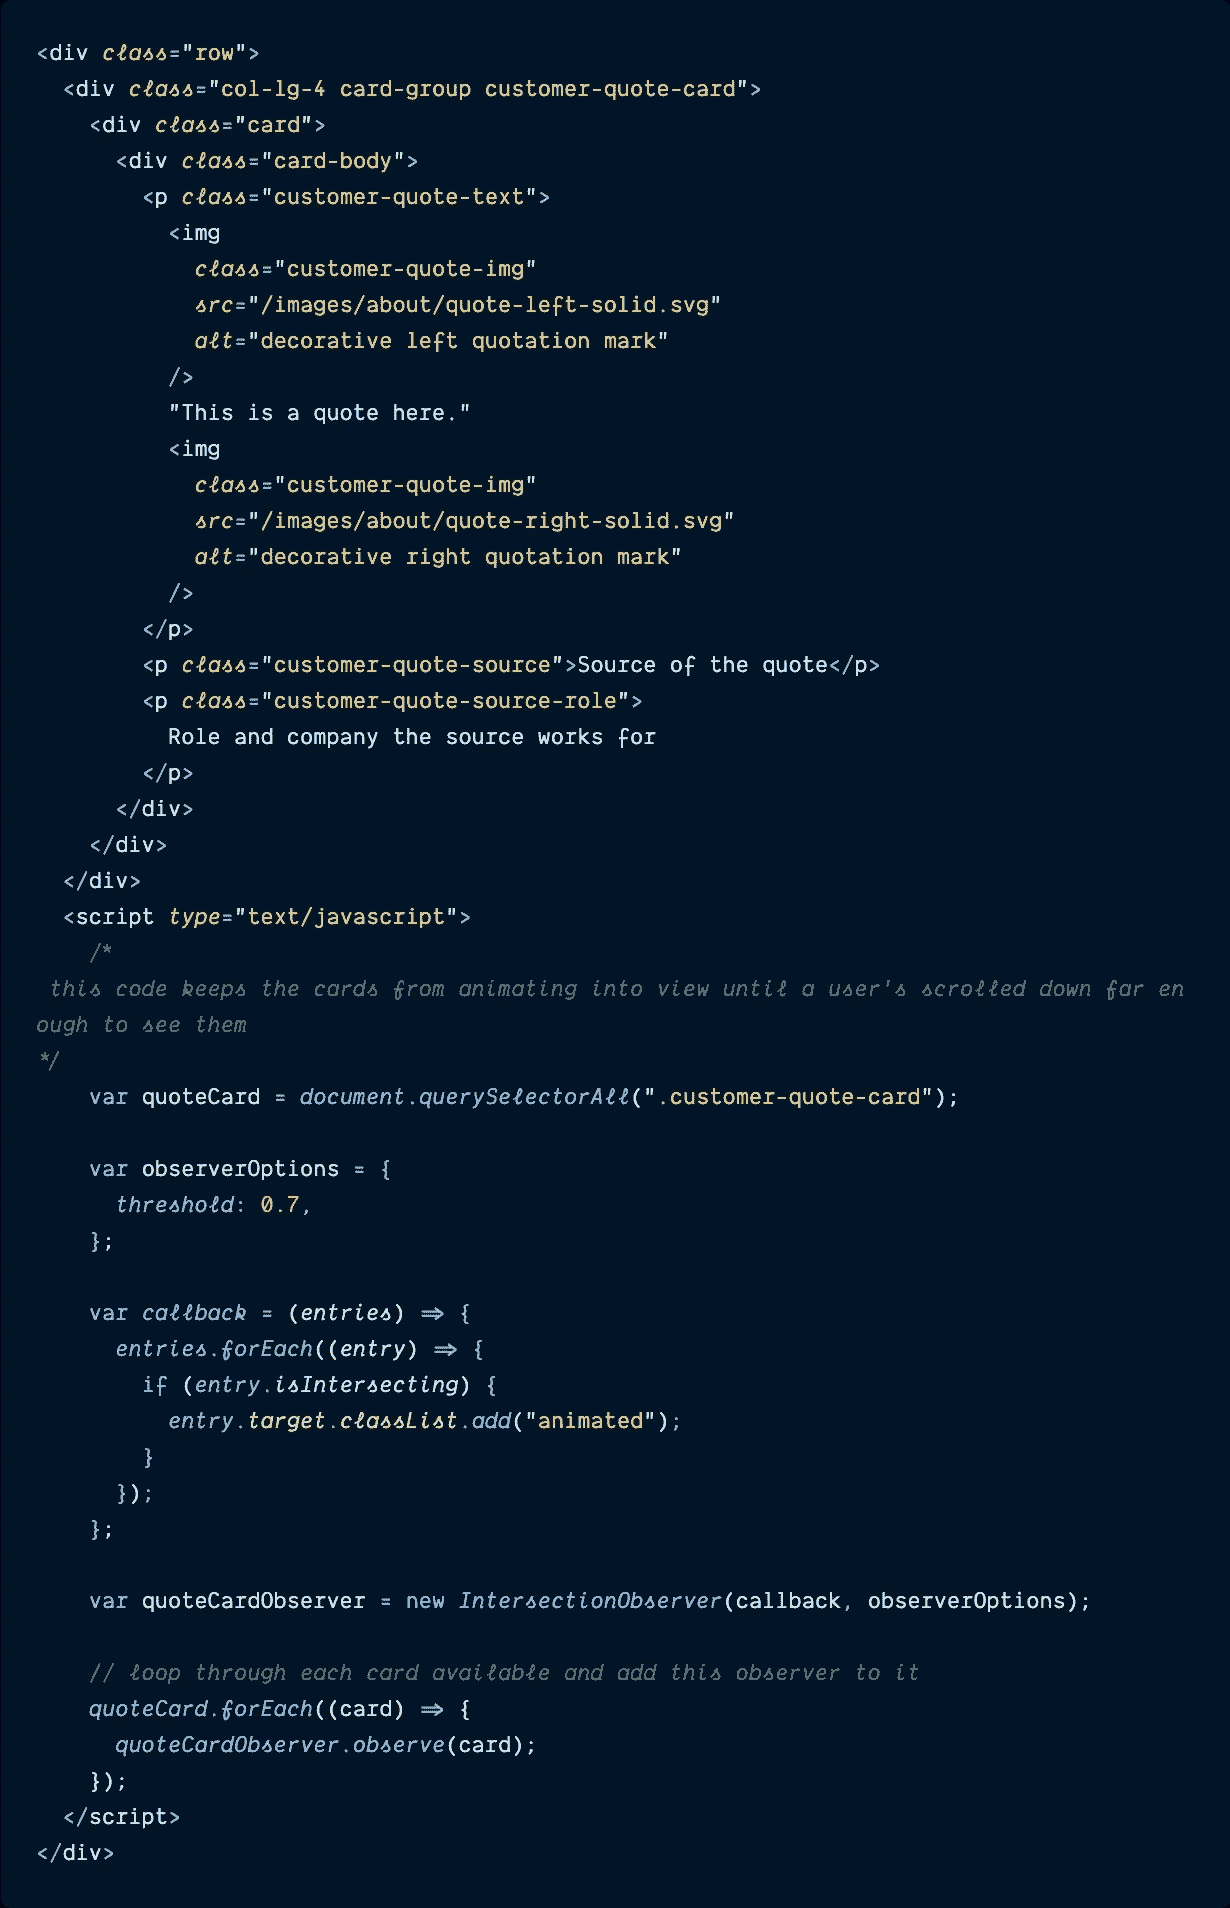 <div class="row">
  <div class="col-lg-4 card-group customer-quote-card">
    <div class="card">
      <div class="card-body">
        <p class="customer-quote-text">
          <img
            class="customer-quote-img"
            src="/images/about/quote-left-solid.svg"
            alt="decorative left quotation mark"
          />
          "This is a quote here."
          <img
            class="customer-quote-img"
            src="/images/about/quote-right-solid.svg"
            alt="decorative right quotation mark"
          />
        </p>
        <p class="customer-quote-source">Source of the quote</p>
        <p class="customer-quote-source-role">
          Role and company the source works for
        </p>
      </div>
    </div>
  </div>
  <script type="text/javascript">
    /*
 this code keeps the cards from animating into view until a user's scrolled down far en
ough to see them
*/
    var quoteCard = document.querySelectorAll(".customer-quote-card");

    var observerOptions = {
      threshold: 0.7,
    };

    var callback = (entries) => {
      entries.forEach((entry) => {
        if (entry.isIntersecting) {
          entry.target.classList.add("animated");
        }
      });
    };

    var quoteCardObserver = new IntersectionObserver(callback, observerOptions);

    // loop through each card available and add this observer to it
    quoteCard.forEach((card) => {
      quoteCardObserver.observe(card);
    });
  </script>
</div>